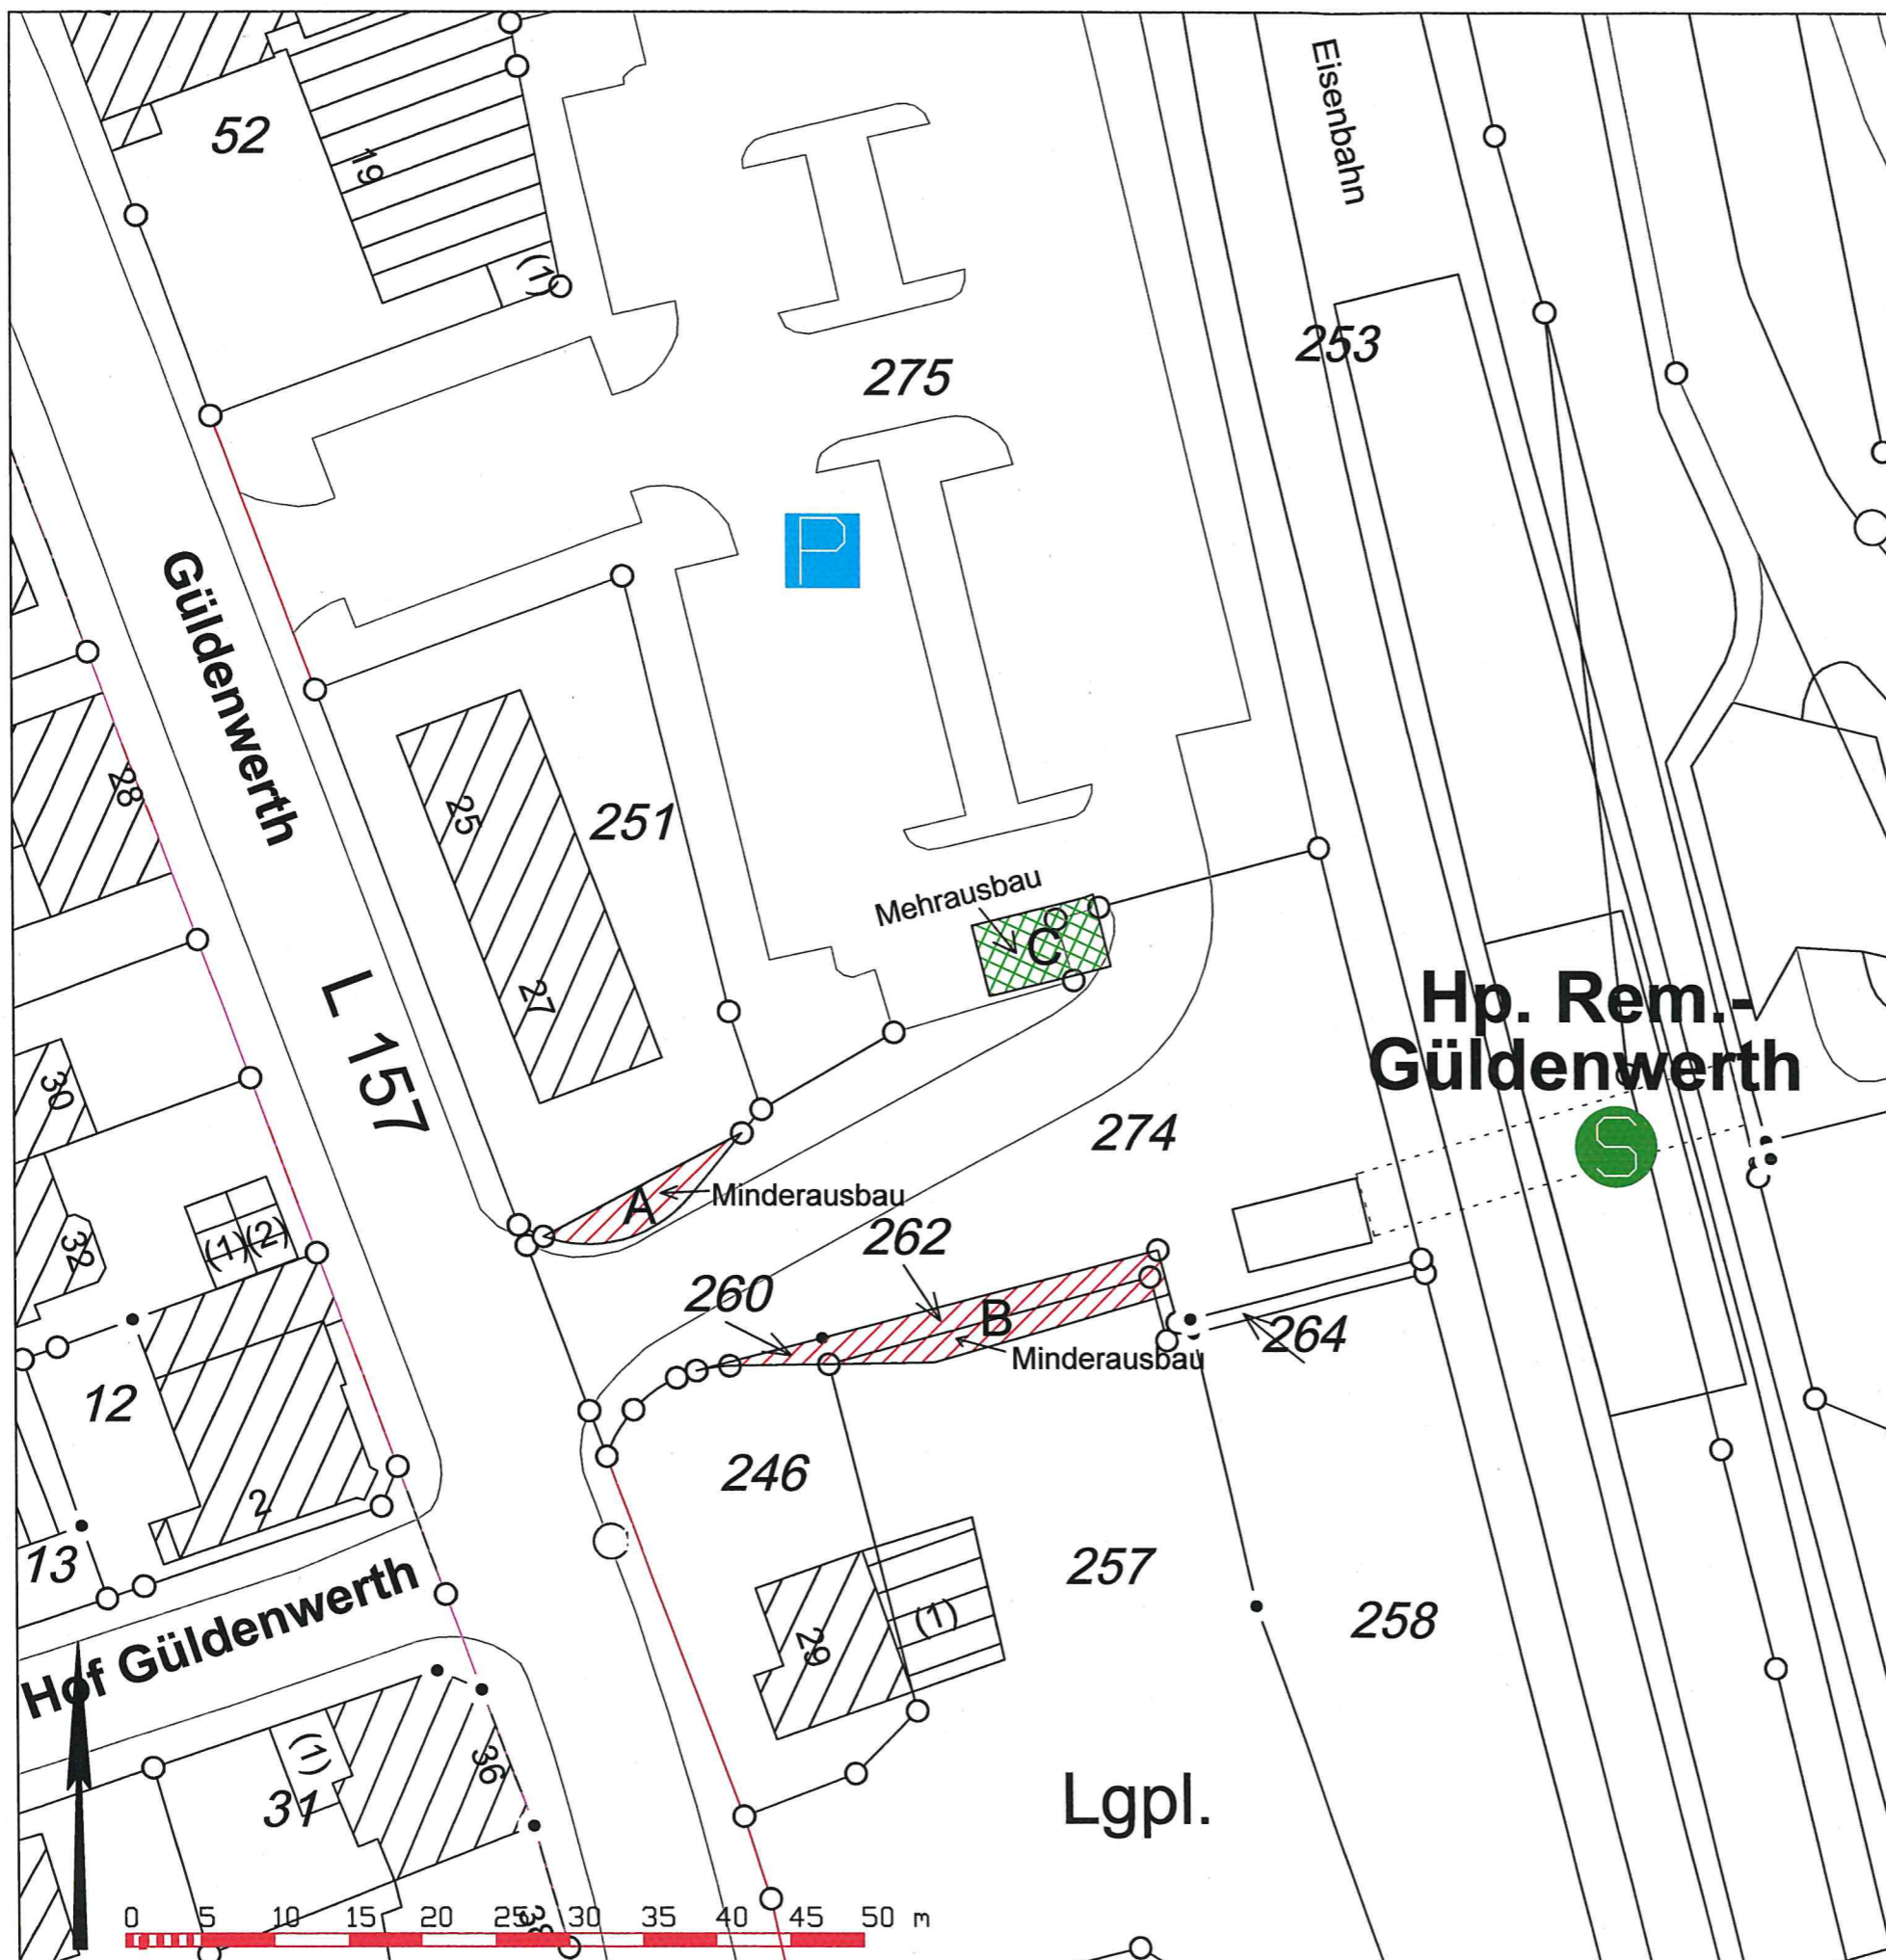 Eisenbahn
52
19
(1)
253
275
P
Güldenwerth
28
25
251
Mehrausbau
C
27
L 157
Hp. Rem.-
Güldenwerth
S
30
274
A
Minderausbau
262
(1)
(2)
32
260
B
264
Minderausbau
12
246
2
13
257
(1)
Hof Güldenwerth
29
258
(1)
36
31
Lgpl.
38
0 5 10 15 20 25 30 35 40 45 50 m